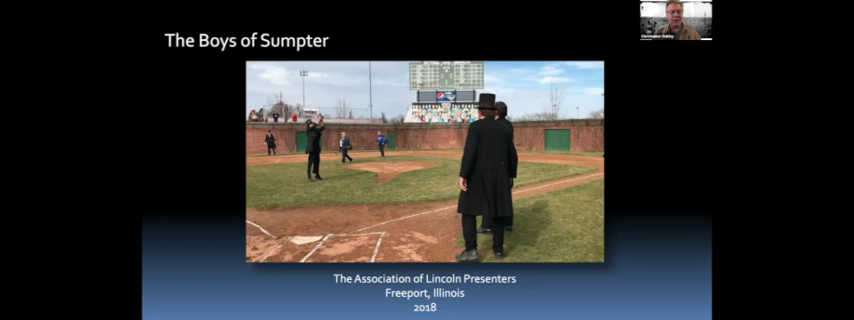 The Boys of Sumpter
The Association of Lincoln Presenters
Freeport, Illinois
2018